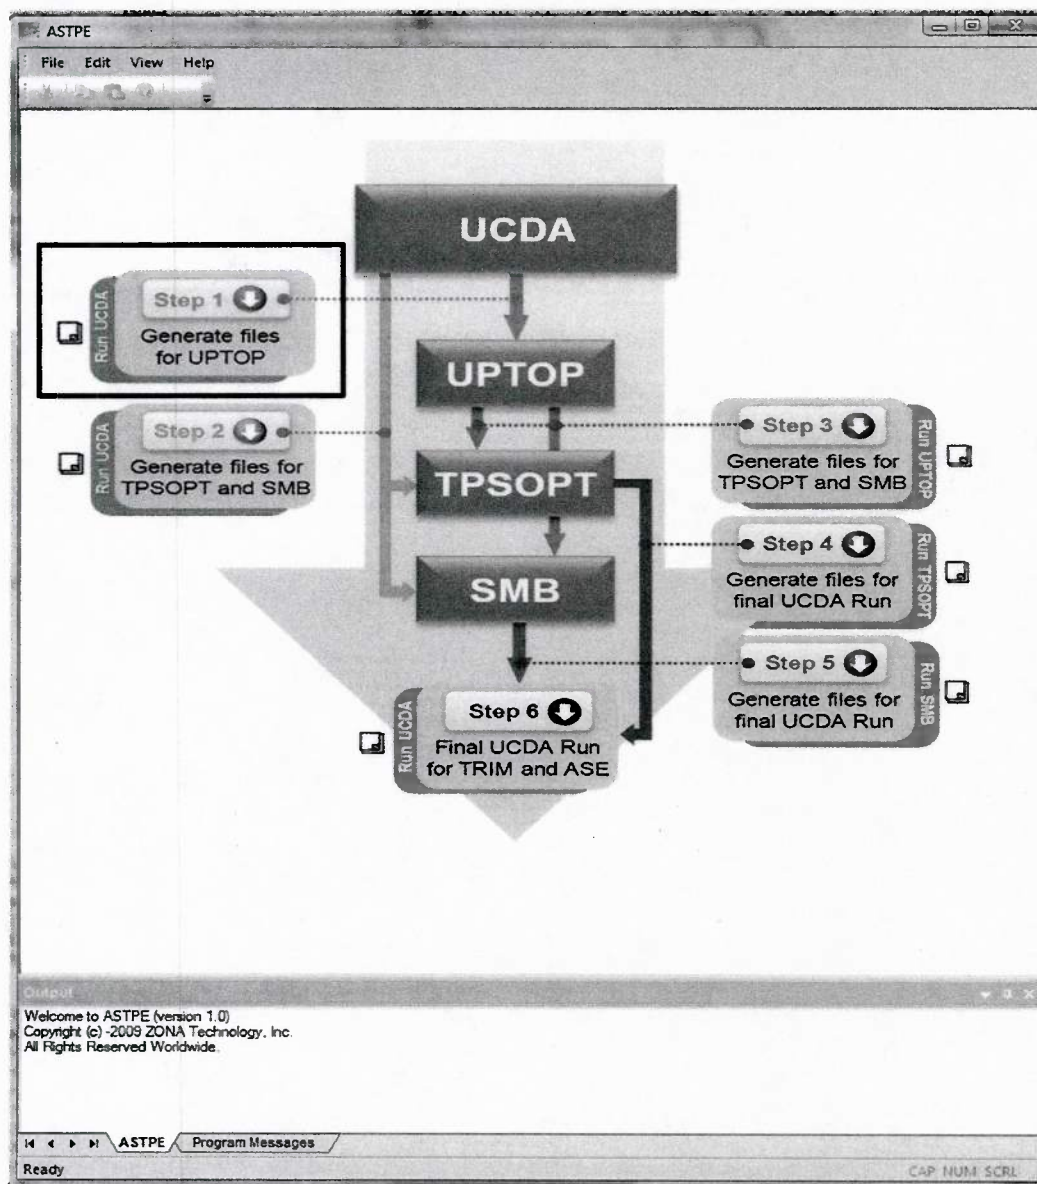 ASTPE
File Edit View Help
UCDA
Run UCDA
Step 1
Generate files
for UPTOP
UPTOP
Run UCDA
Step 2
Generate files for
TPSOPT and SMB
Step 3
Generate files for
TPSOPT and SMB
Run UPTOP
TPSOPT
Step 4
Generate files for
final UCDA Run
Run TPSOPT
SMB
Step 5
Generate files for
final UCDA Run
Run SMB
Run UCDA
Step 6
Final UCDA Run
for TRIM and ASE
Output
Welcome to ASTPE (version 1.0)
Copyright (c) -2009 ZONA Technology, Inc.
All Rights Reserved Worldwide.
ASTPE Program Messages
Ready CAP NUM SCRL